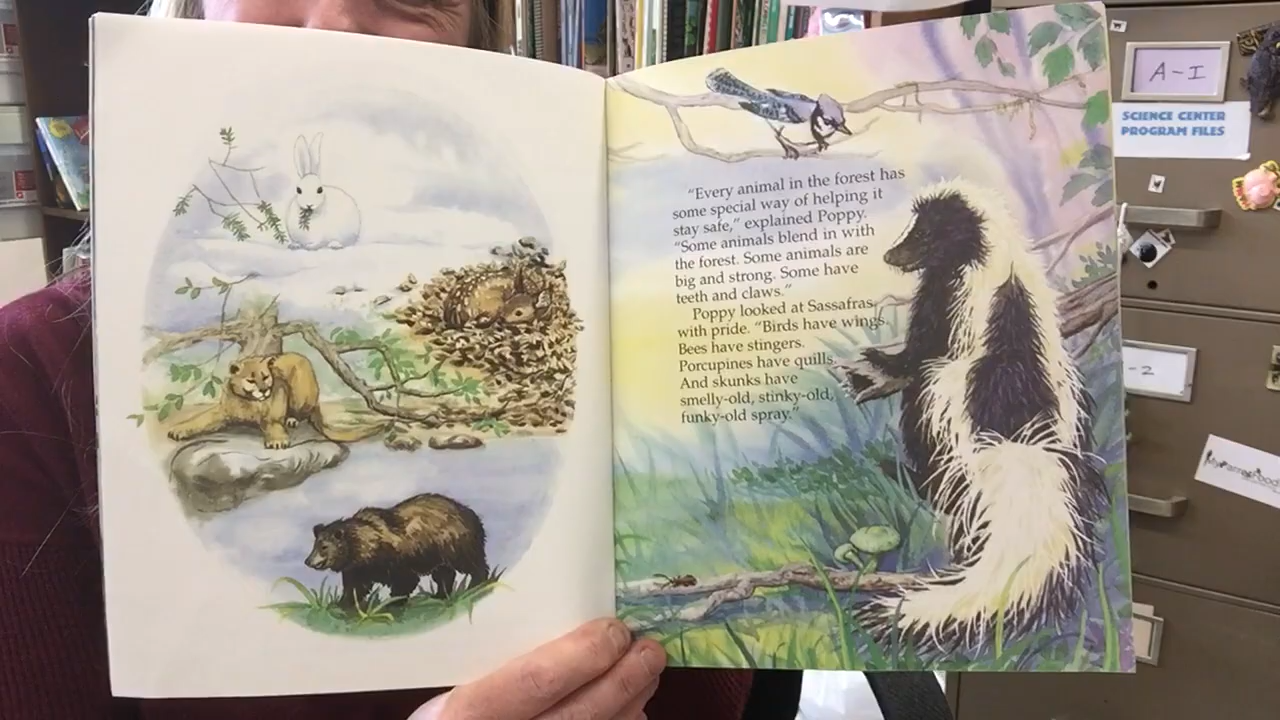 A-I
SCIENCE CENTER
PROGRAM FILES
"Every animal in the forest has
some special way of helping it
stay safe," explained Poppy.
"Some animals blend in with
the forest. Some animals are
big and strong. Some have
teeth and claws."
Poppy looked at Sassafras
with pride. "Birds have wings.
Bees have stingers.
Porcupines have quills.
And skunks have
smelly-old, stinky-old,
funky-old spray."
-2